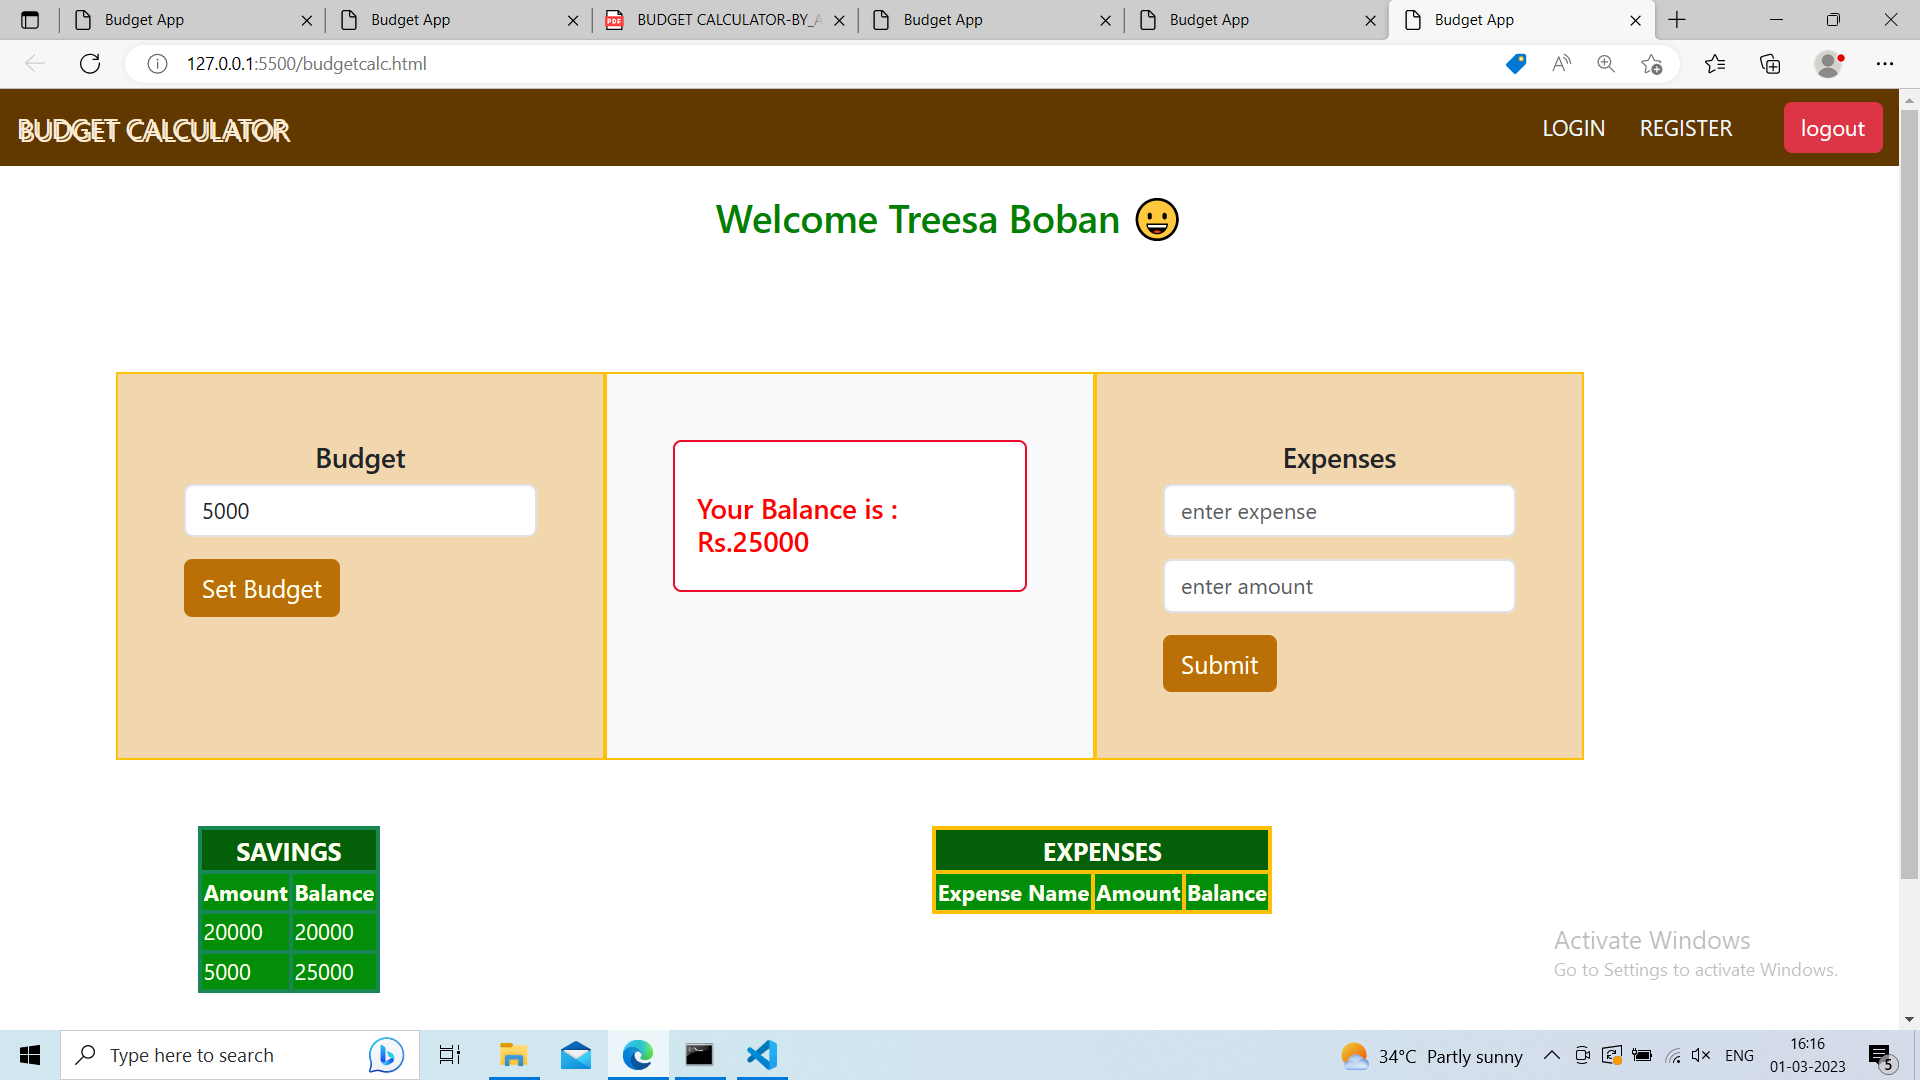 Budget App
Budget App
BUDGET CALCULATOR-BY_A
Budget App
Budget App
Budget App
127.0.0.1:5500/budgetcalc.html
BUDGET CALCULATOR
LOGIN
REGISTER
logout
Welcome Treesa Boban 😀
Budget
5000
Set Budget
Your Balance is :
Rs.25000
Expenses
enter expense
enter amount
Submit
SAVINGS
Amount Balance
20000 20000
5000 25000
EXPENSES
Expense Name Amount Balance
Activate Windows
Go to Settings to activate Windows.
Type here to search
34°C Partly sunny
ENG
16:16
01-03-2023
5